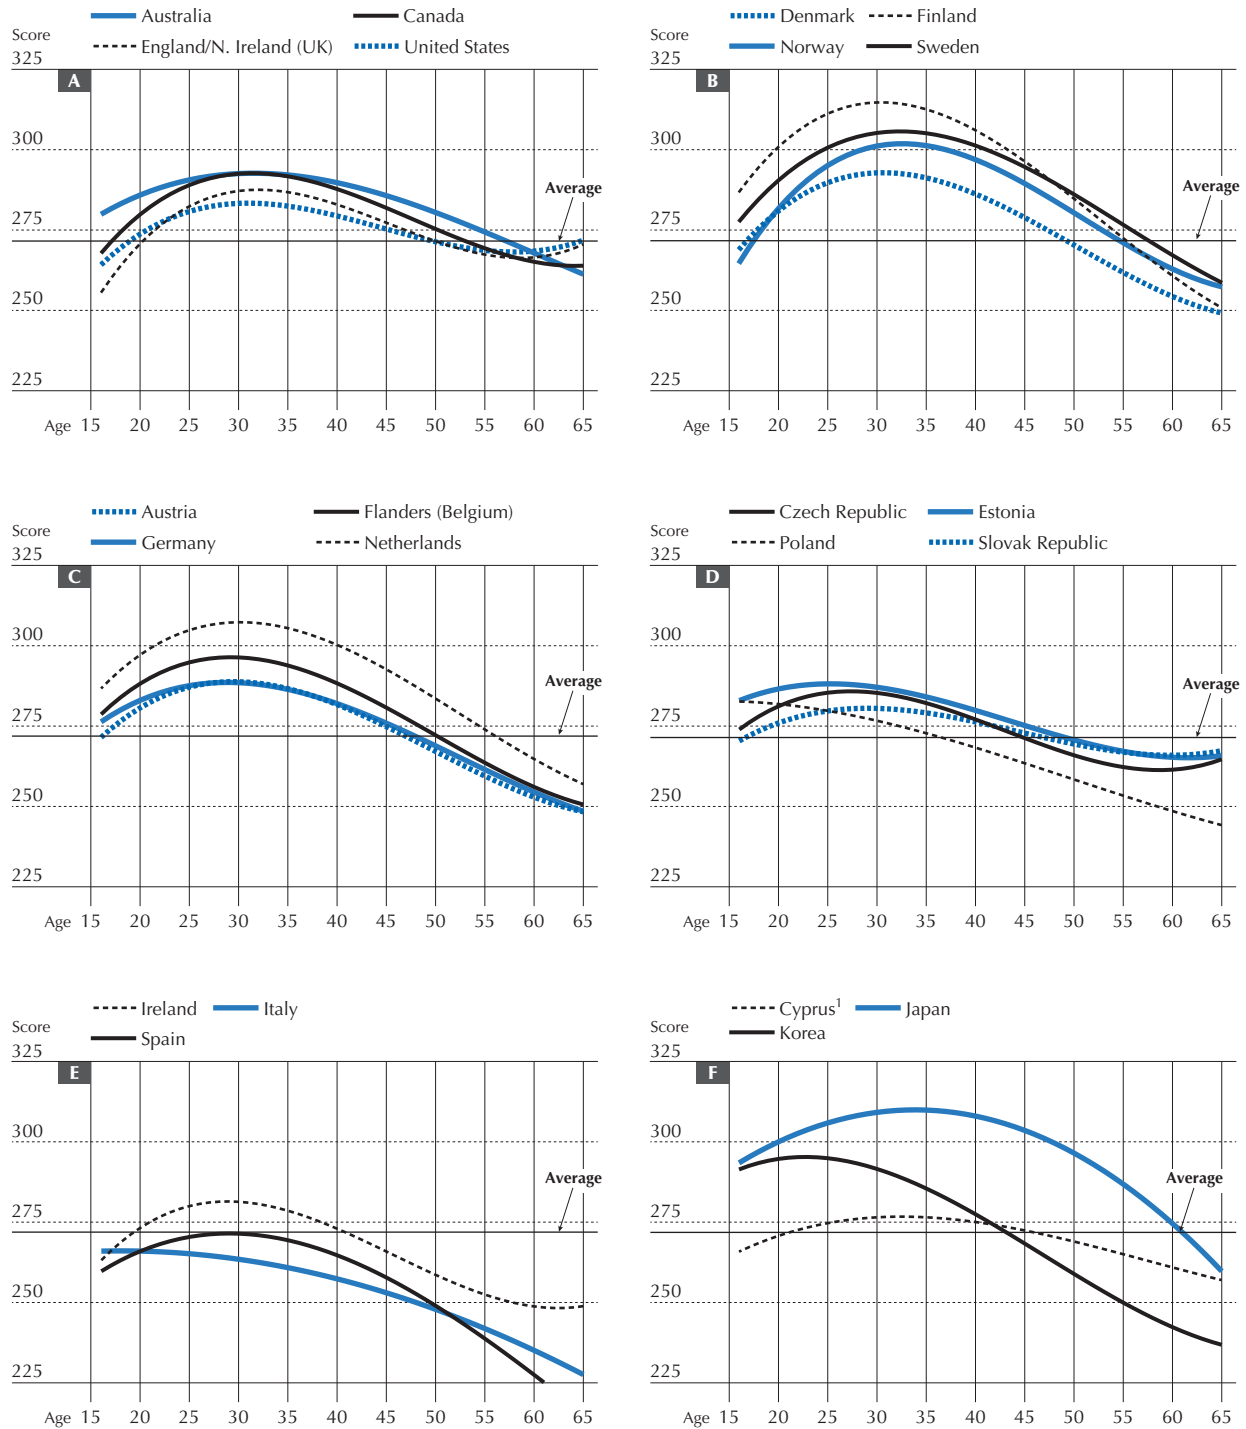 Australia Canada
England/N. Ireland (UK) United States
Score
325
A
300
Average
275
250
225
Age 15 20 25 30 35 40 45 50 55 60 65
Denmark Finland
Norway Sweden
Score
325
B
300
Average
275
250
225
Age 15 20 25 30 35 40 45 50 55 60 65
Austria Flanders (Belgium)
Germany Netherlands
Score
325
C
300
Average
275
250
225
Age 15 20 25 30 35 40 45 50 55 60 65
Czech Republic Estonia
Poland Slovak Republic
Score
325
D
300
Average
275
250
225
Age 15 20 25 30 35 40 45 50 55 60 65
Ireland Italy
Spain
Score
325
E
300
Average
275
250
225
Age 15 20 25 30 35 40 45 50 55 60 65
Cyprus1 Japan
Korea
Score
325
F
300
Average
275
250
225
Age 15 20 25 30 35 40 45 50 55 60 65